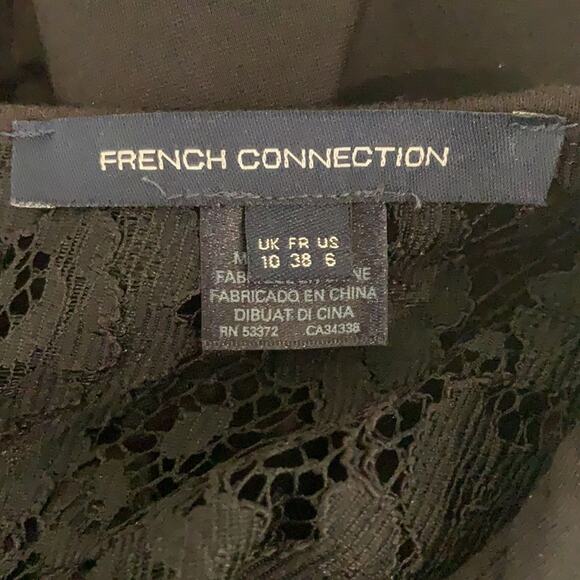 FRENCH CONNECTION
UK FR US
10 38 6
FABRICADO EN CHINA
DIBUAT DI CINA
RN 53372 CA34338